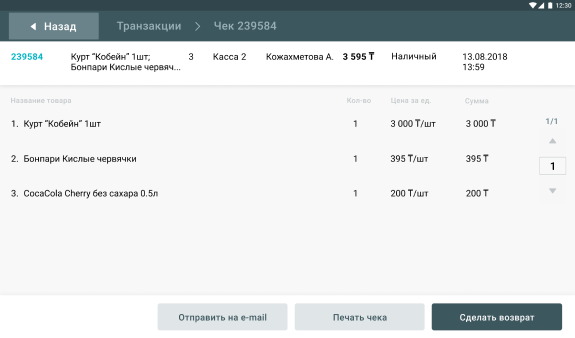 12:30
Назад Транзакции > Чек 239584
239584 Курт “Кобейн” 1шт; 3 Касса 2 Кожахметова А. 3 595 ₸ Наличный 13.08.2018
Бонпари Кислые червяч... 13:59
Название товара Кол-во Цена за ед. Сумма
1. Курт “Кобейн” 1шт 1 3 000 ₸/шт 3 000 ₸ 1/1
2. Бонпари Кислые червячки 1 395 ₸/шт 395 ₸ 1
3. CocaCola Cherry без сахара 0.5л 1 200 ₸/шт 200 ₸
Отправить на e-mail Печать чека Сделать возврат